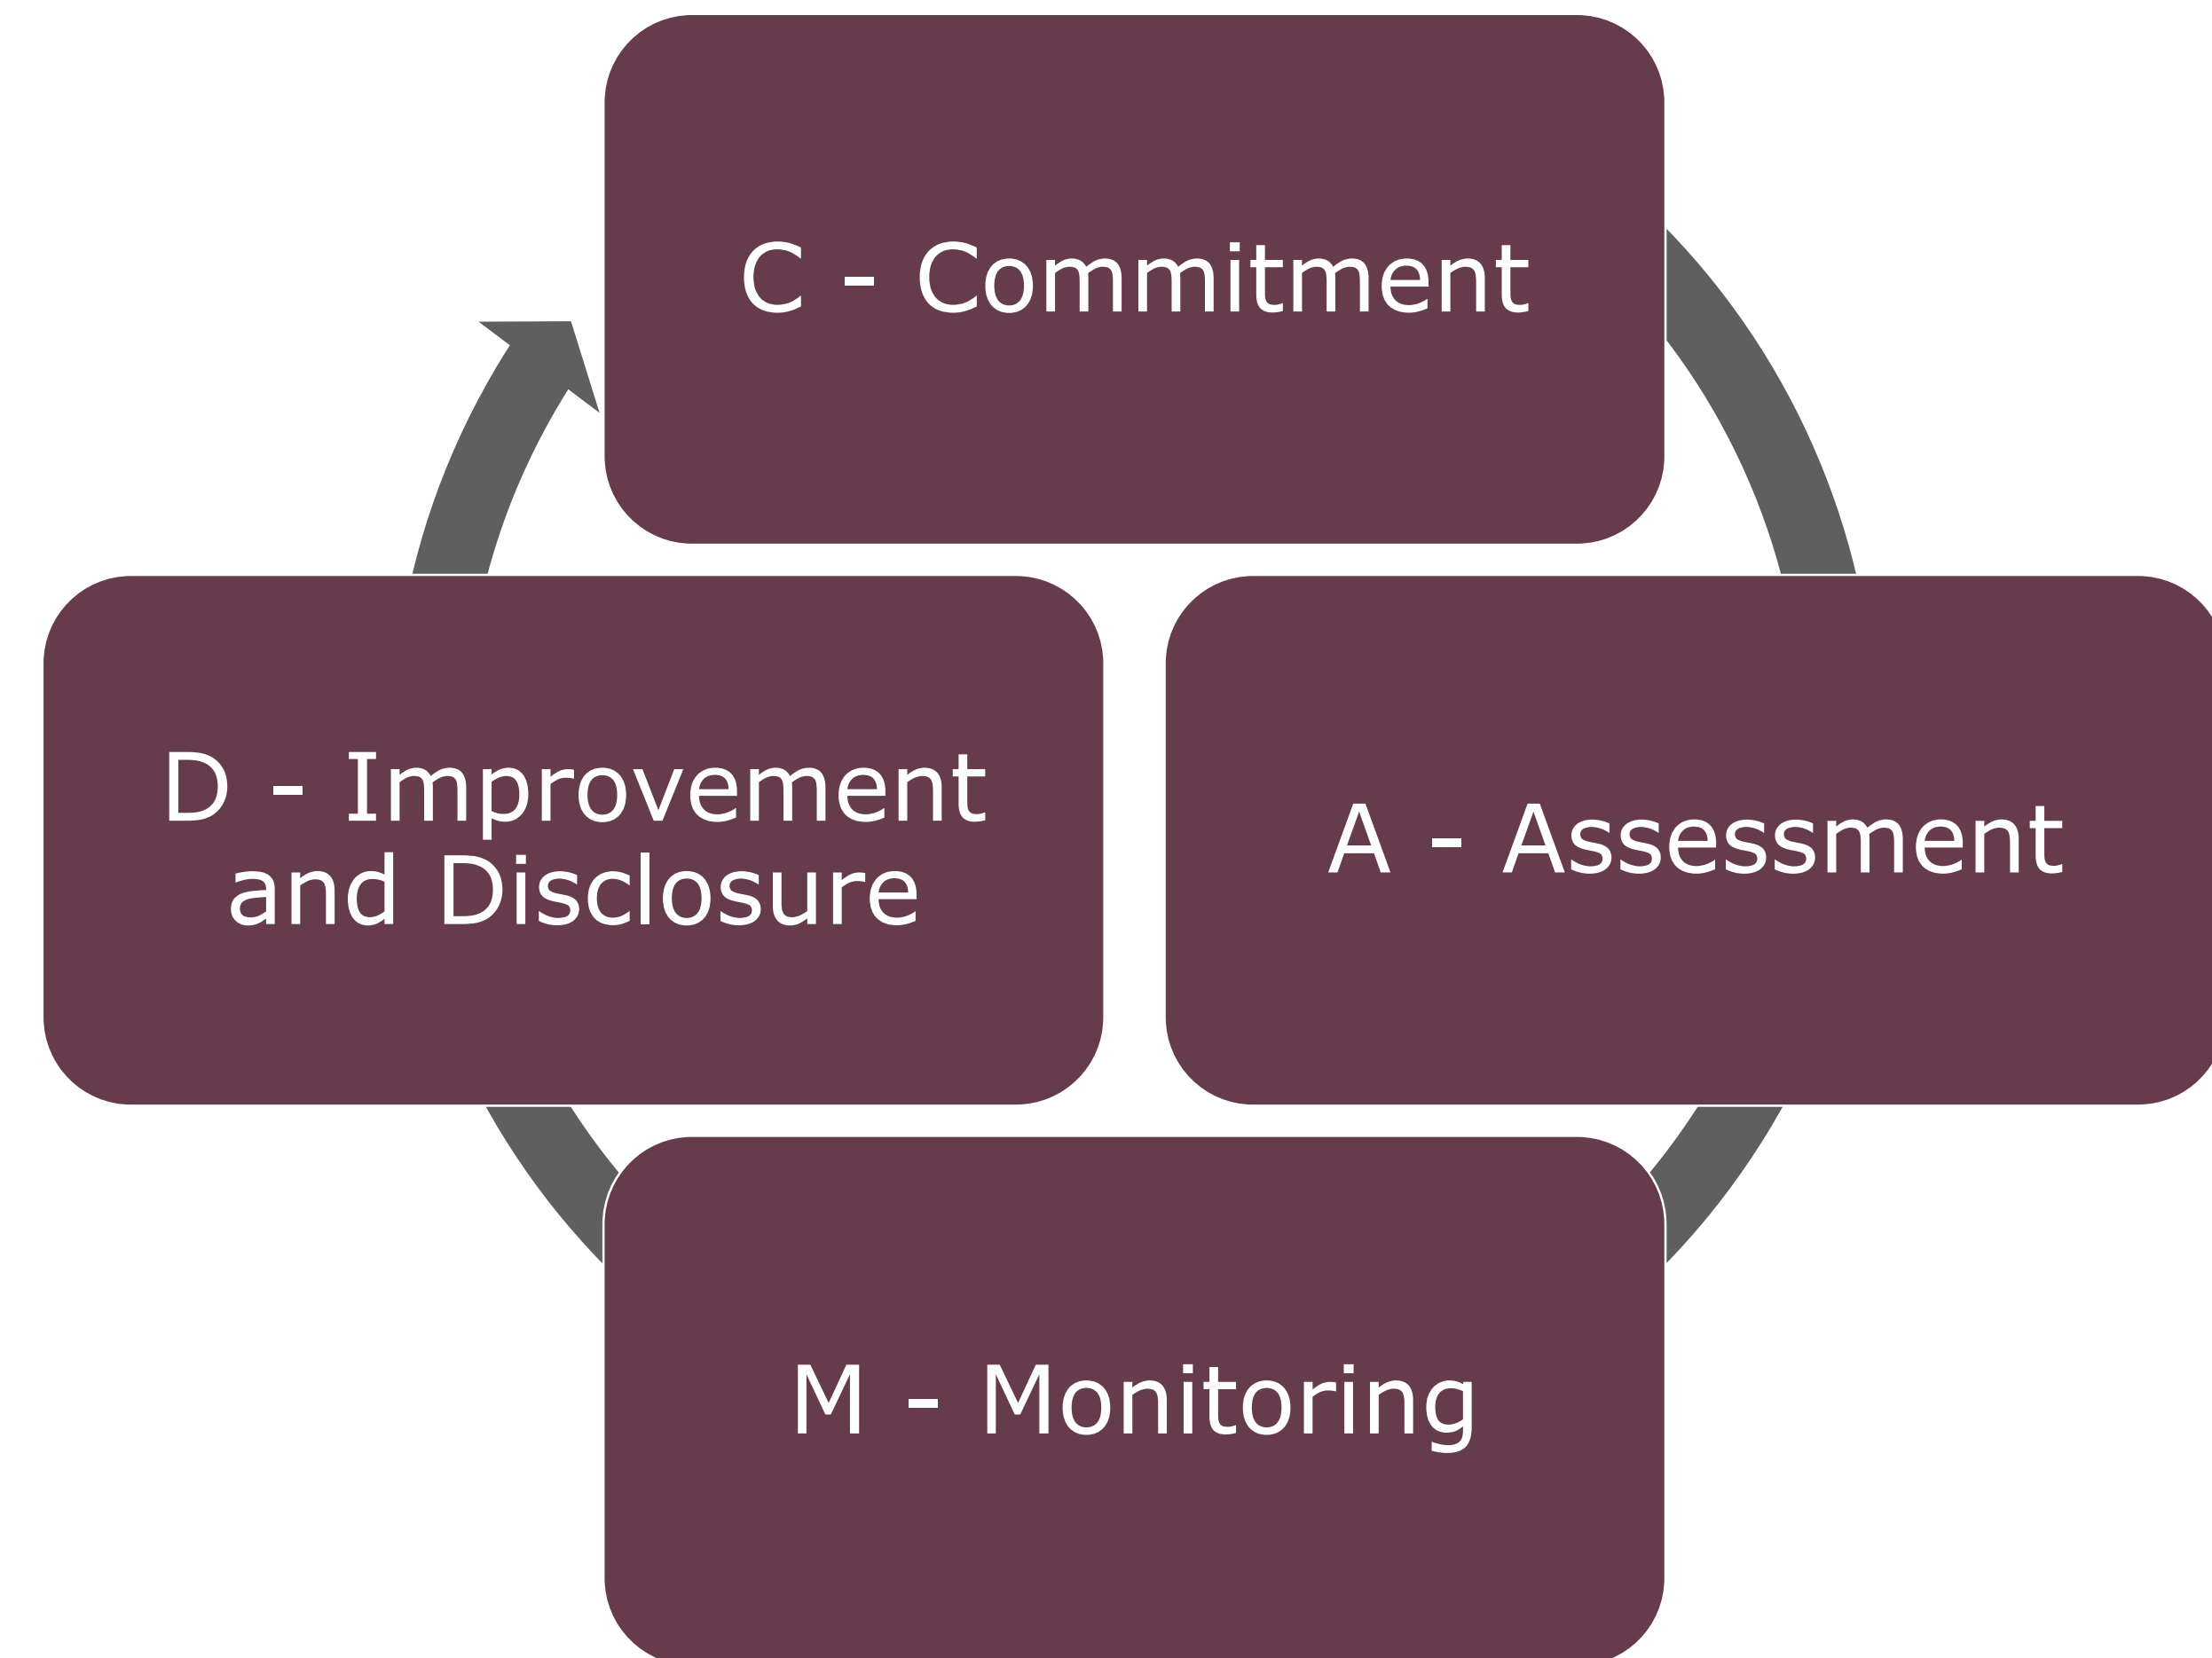 C - Commitment
D - Improvement
and Disclosure
A - Assessment
M - Monitoring